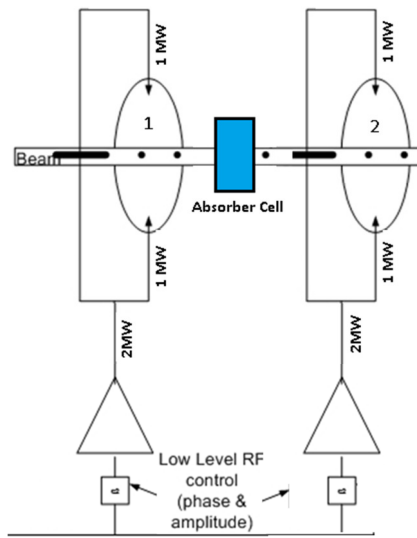 1 MW
1 MW
1
2
Beam
Absorber Cell
1 MW
1 MW
2MW
2MW
Low Level RF
control
(phase &
amplitude)